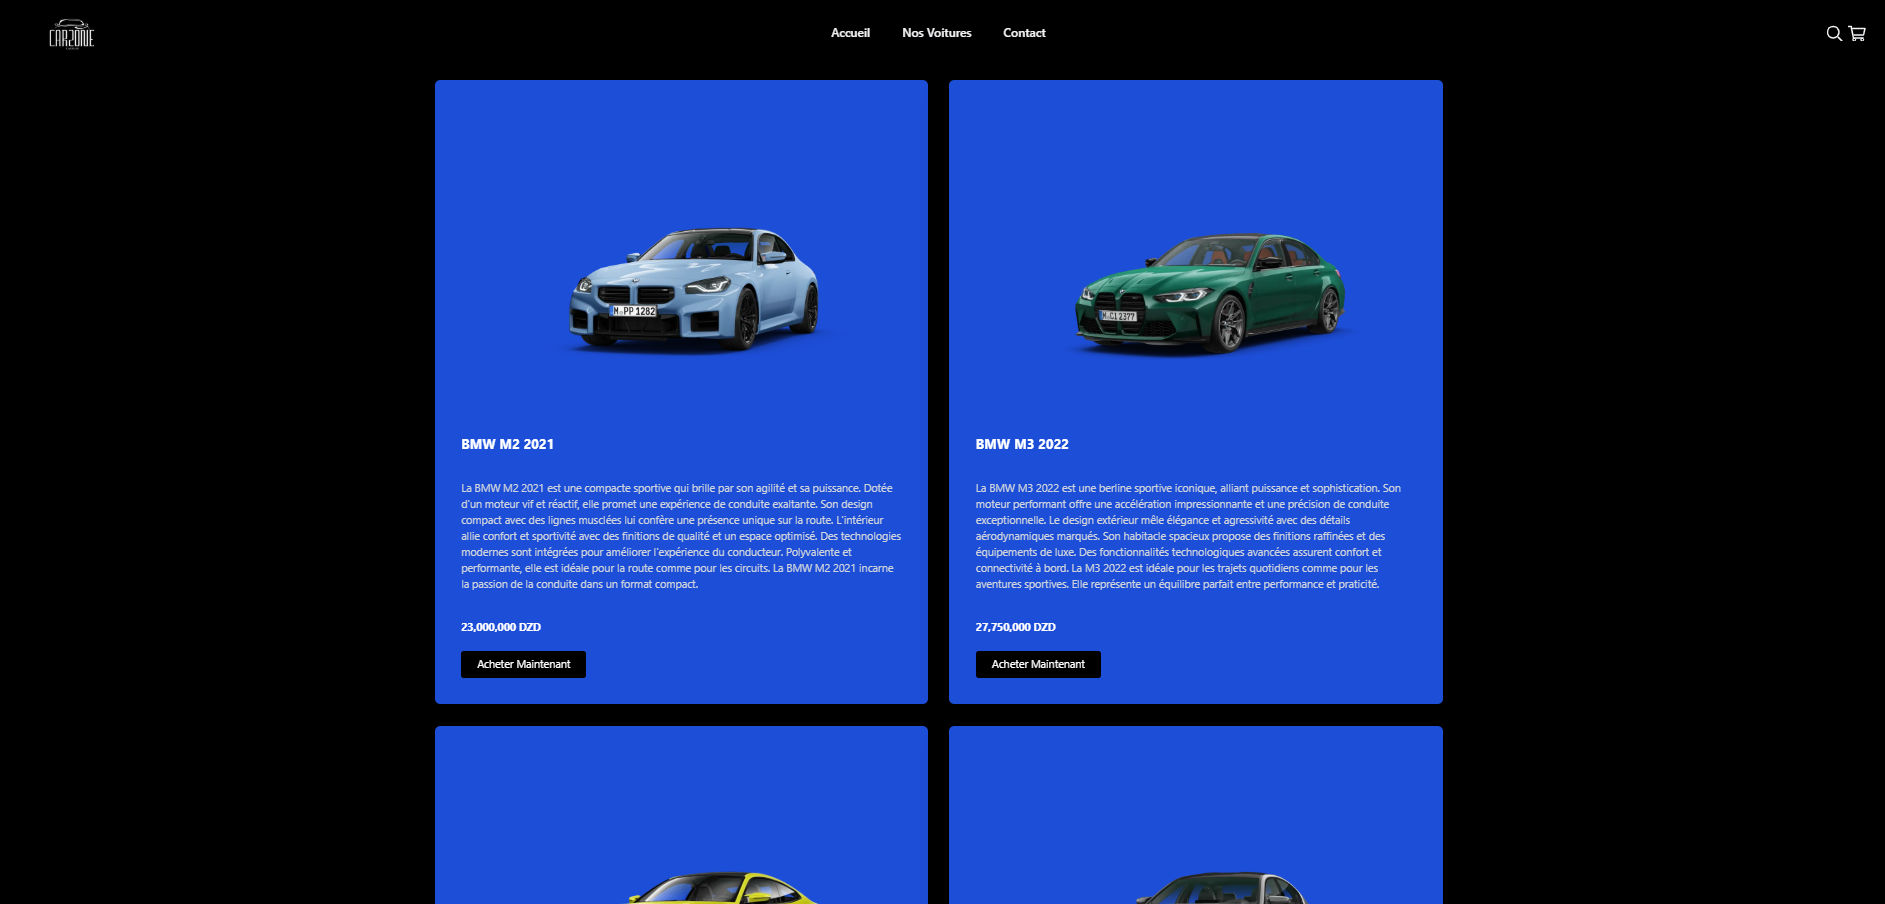 CARZONE
Accueil
Nos Voitures
Contact
M PP 1282
M CI 2377
BMW M2 2021
La BMW M2 2021 est une compacte sportive qui brille par son agilité et sa puissance. Dotée
d'un moteur vif et réactif, elle promet une expérience de conduite exaltante. Son design
compact avec des lignes musclées lui confère une présence unique sur la route. L'intérieur
allie confort et sportivité avec des finitions de qualité et un espace optimisé. Des technologies
modernes sont intégrées pour améliorer l'expérience du conducteur. Polyvalente et
performante, elle est idéale pour la route comme pour les circuits. La BMW M2 2021 incarne
la passion de la conduite dans un format compact.
23,000,000 DZD
Acheter Maintenant
BMW M3 2022
La BMW M3 2022 est une berline sportive iconique, alliant puissance et sophistication. Son
moteur performant offre une accélération impressionnante et une précision de conduite
exceptionnelle. Le design extérieur mêle élégance et agressivité avec des détails
aérodynamiques marqués. Son habitacle spacieux propose des finitions raffinées et des
équipements de luxe. Des fonctionnalités technologiques avancées assurent confort et
connectivité à bord. La M3 2022 est idéale pour les trajets quotidiens comme pour les
aventures sportives. Elle représente un équilibre parfait entre performance et praticité.
27,750,000 DZD
Acheter Maintenant